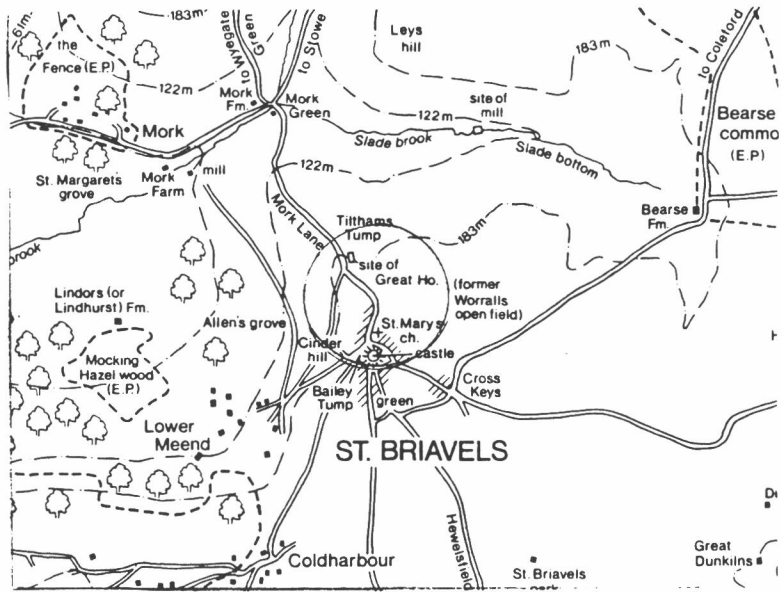 61m
183m
the
Fence (E.P.)
122m
to Wyegate
Green
to Stowe
Mork
Fm.
Mork
Green
Mork
St. Margarets
grove
Mork
Farm
mill
122m
Leys
hill
183m
122m
site of
mill
Slade brook
Slade bottom
to Coleford
Bearse
commo
(E.P.)
Bearse
Fm.
Mork Lane
Tilthams
Tump
183m
site of
Great Ho.
(former
Worralls
open field)
brook
Lindors (or
Lindhurst) Fm.
Allen's grove
Mocking
Hazel wood
(E.P.)
Cinder
hill
St. Marys
ch.
castle
Bailey
Tump
green
Cross
Keys
Lower
Meend
ST. BRIAVELS
Hewelsfield
Coldharbour
St. Briavels
Great
Dunkilns